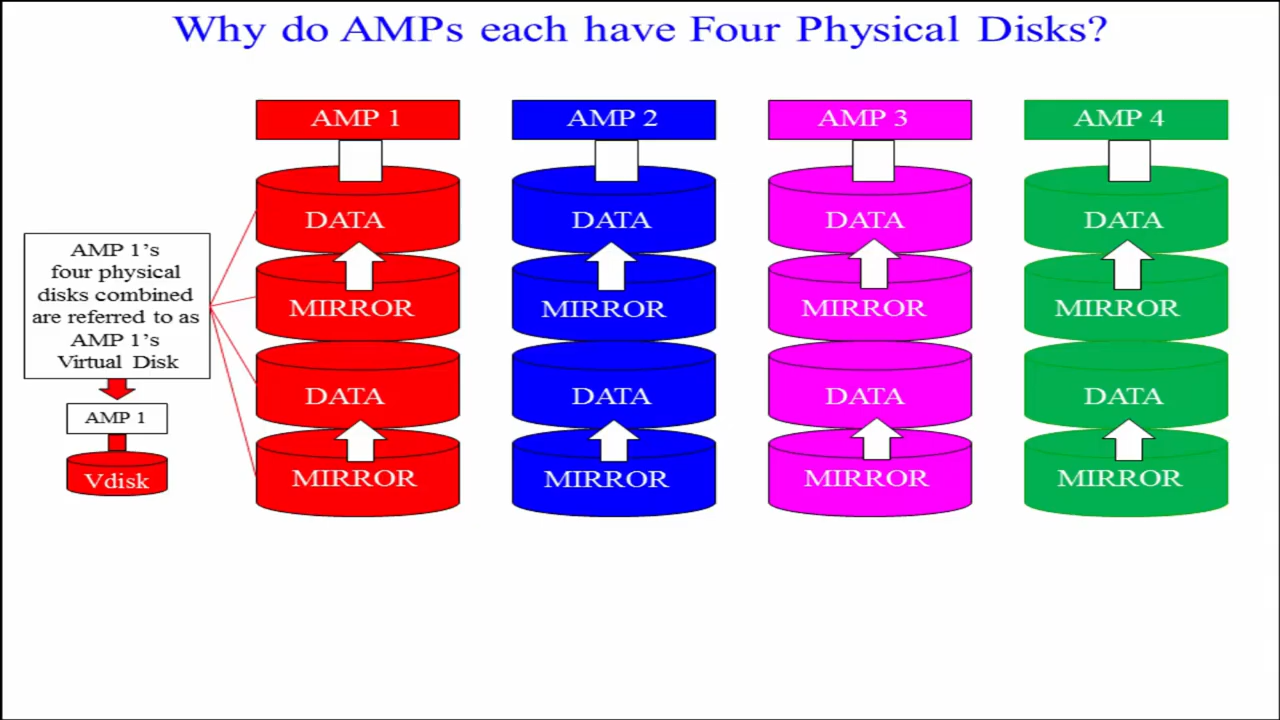 Why do AMPs each have Four Physical Disks?
AMP 1
AMP 2
AMP 3
AMP 4
DATA
DATA
DATA
DATA
MIRROR
MIRROR
MIRROR
MIRROR
DATA
DATA
DATA
DATA
MIRROR
MIRROR
MIRROR
MIRROR
AMP 1’s
four physical
disks combined
are referred to as
AMP 1’s
Virtual Disk
AMP 1
Vdisk